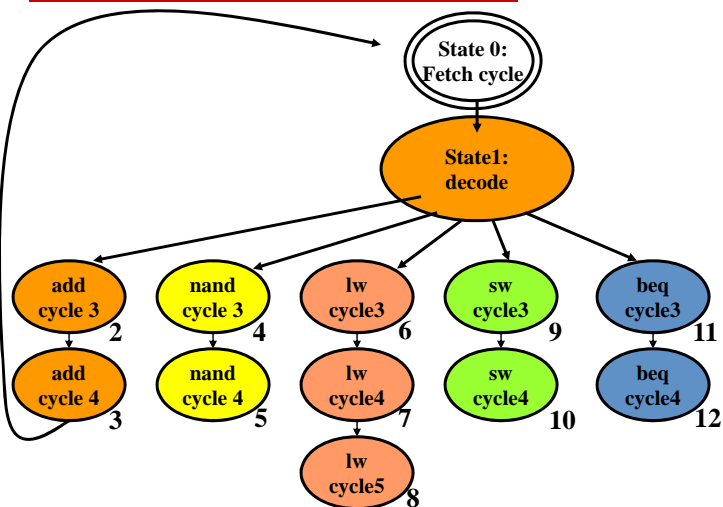 State 0:
Fetch cycle
State1:
decode
add
cycle 3
2
nand
cycle 3
4
lw
cycle3
6
sw
cycle3
9
beq
cycle3
11
add
cycle 4
3
nand
cycle 4
5
lw
cycle4
7
sw
cycle4
10
beq
cycle4
12
lw
cycle5
8